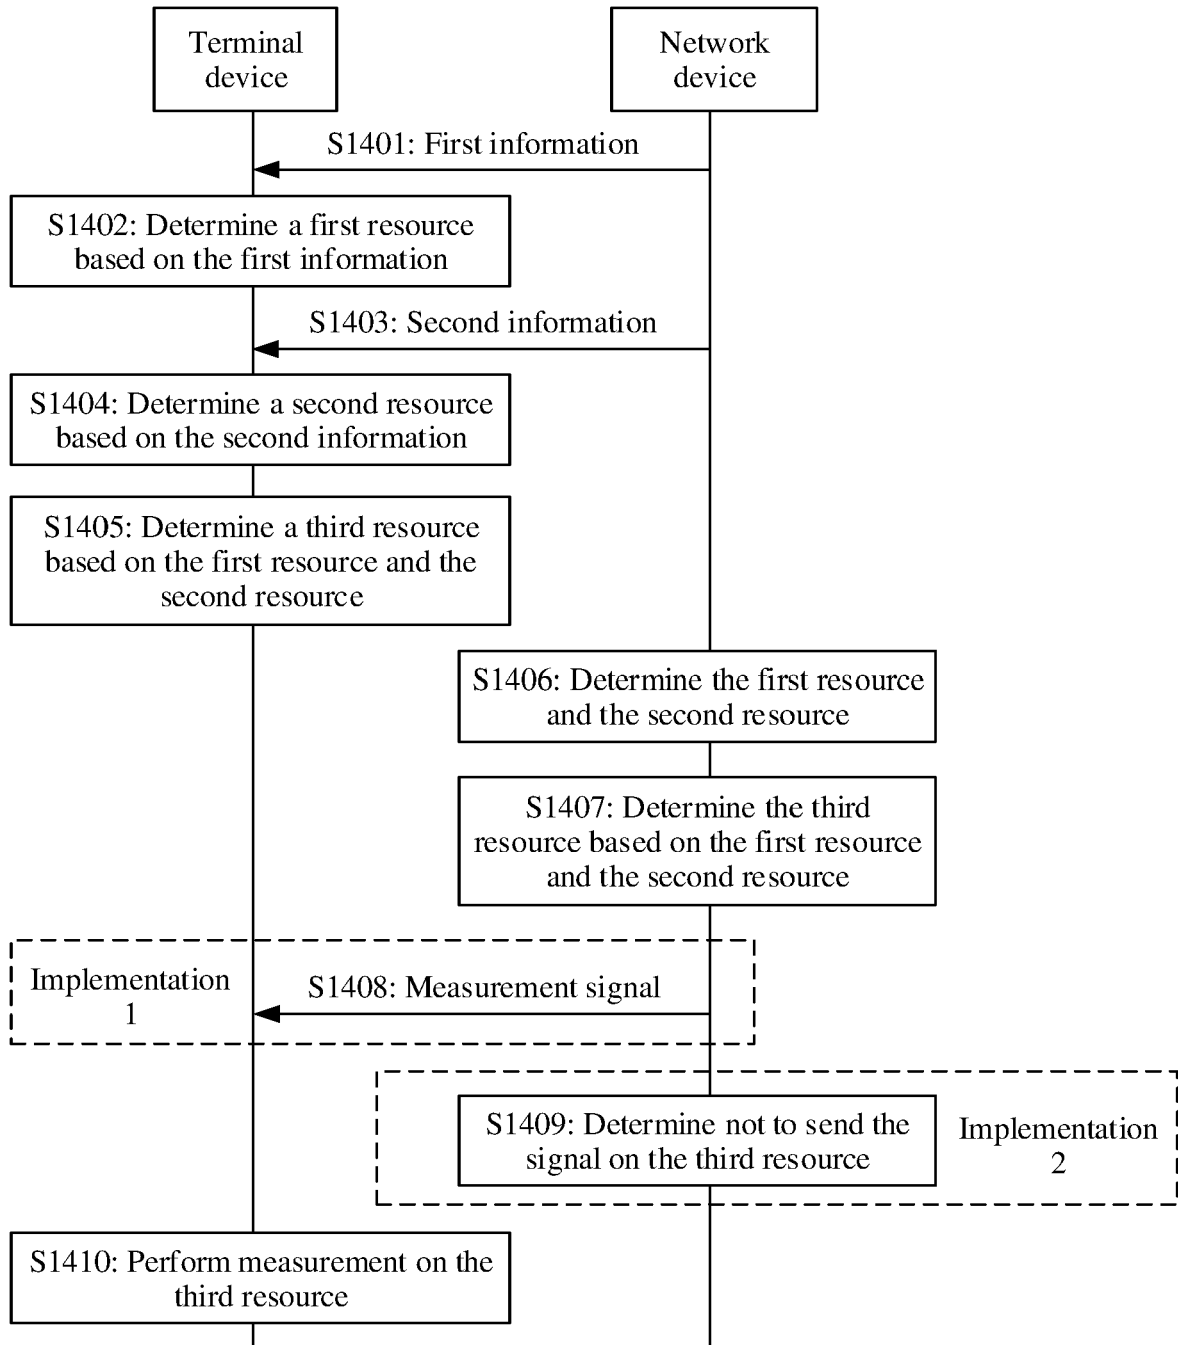 Terminal
device
Network
device
S1401: First information
S1402: Determine a first resource
based on the first information
S1403: Second information
S1404: Determine a second resource
based on the second information
S1405: Determine a third resource
based on the first resource and the
second resource
S1406: Determine the first resource
and the second resource
S1407: Determine the third
resource based on the first resource
and the second resource
Implementation
1
S1408: Measurement signal
S1409: Determine not to send the
signal on the third resource
Implementation
2
S1410: Perform measurement on the
third resource